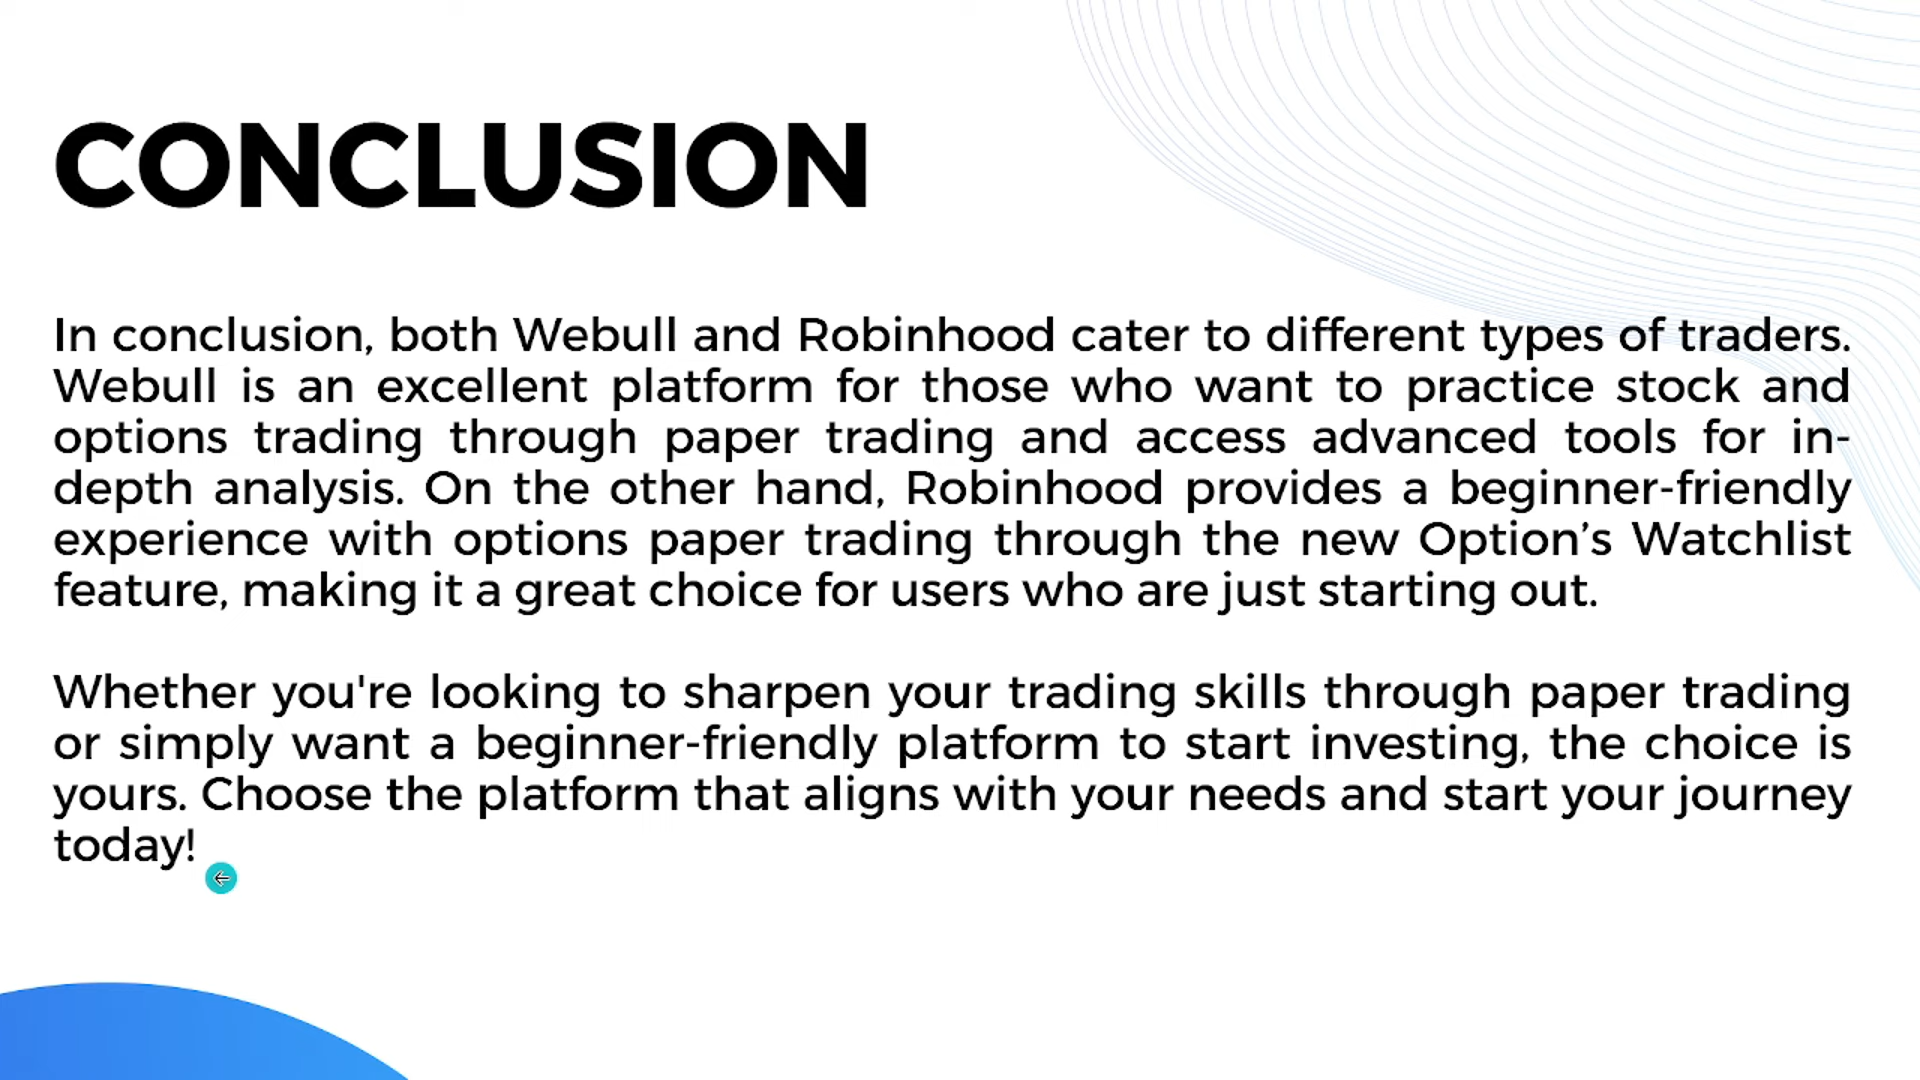 CONCLUSION
In conclusion, both Webull and Robinhood cater to different types of traders.
Webull is an excellent platform for those who want to practice stock and
options trading through paper trading and access advanced tools for in-
depth analysis. On the other hand, Robinhood provides a beginner-friendly
experience with options paper trading through the new Option’s Watchlist
feature, making it a great choice for users who are just starting out.
Whether you're looking to sharpen your trading skills through paper trading
or simply want a beginner-friendly platform to start investing, the choice is
yours. Choose the platform that aligns with your needs and start your journey
today!